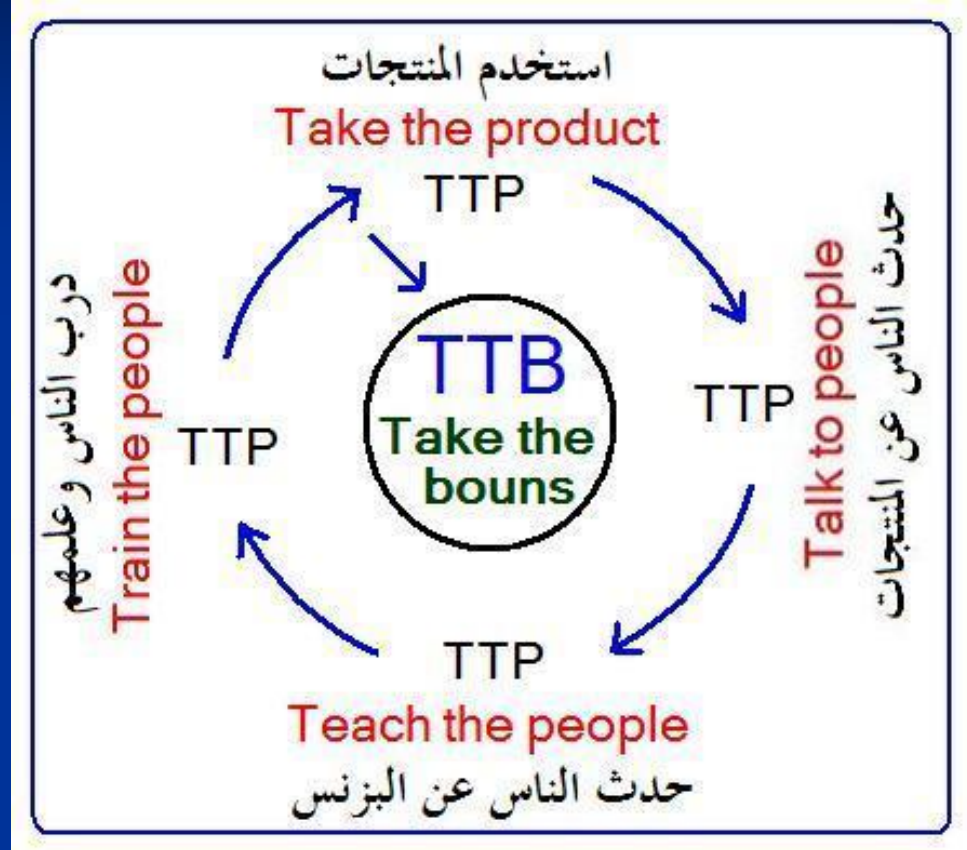 استخدم المنتجات
Take the product
TTP
حدث الناس عن المنتجات
Talk to people
TTP
TTP
Teach the people
حدث الناس عن البزنس
درب الناس وعلمهم
Train the people
TTP
TTB
Take the
bouns